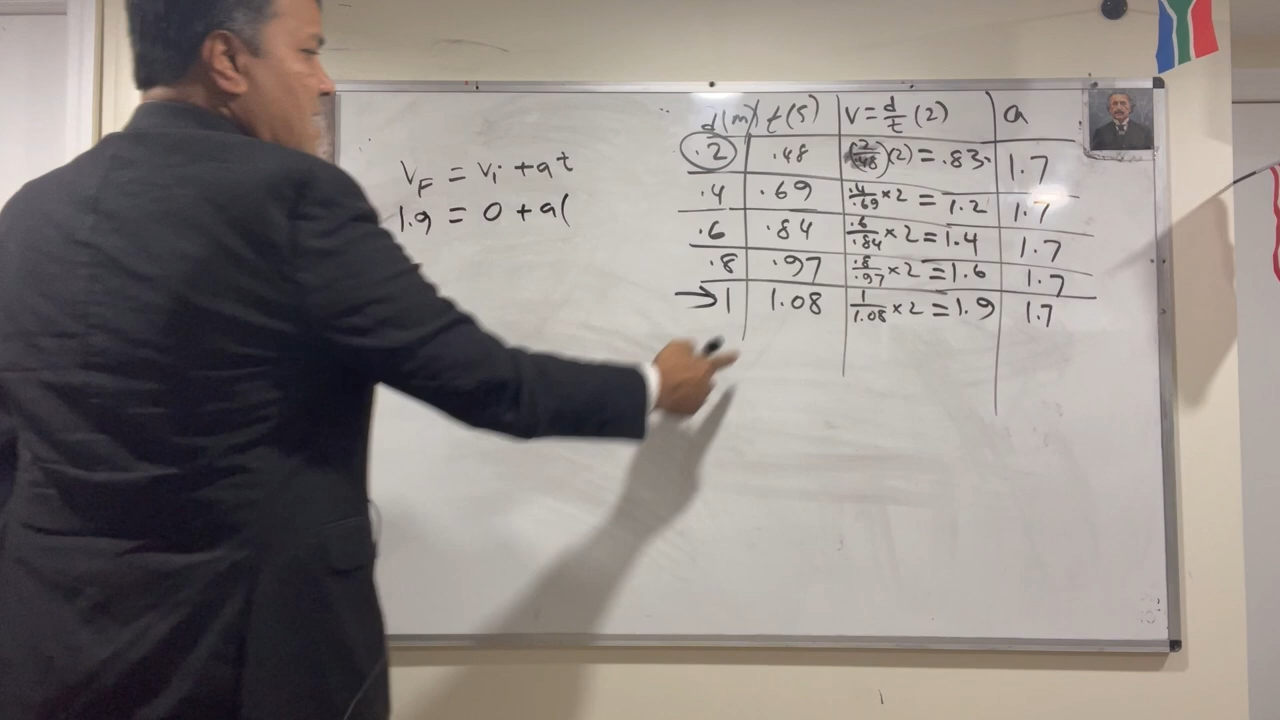 V_F = V_i + at
1.9 = 0 + a(
d(m) t(s) V = d/t (2) a
.2 .48 (.2/.48)(2) = .83 1.7
.4 .69 .4/.69 × 2 = 1.2 1.7
.6 .84 .6/.84 × 2 = 1.4 1.7
.8 .97 .8/.97 × 2 = 1.6 1.7
→ 1 1.08 1/1.08 × 2 = 1.9 1.7